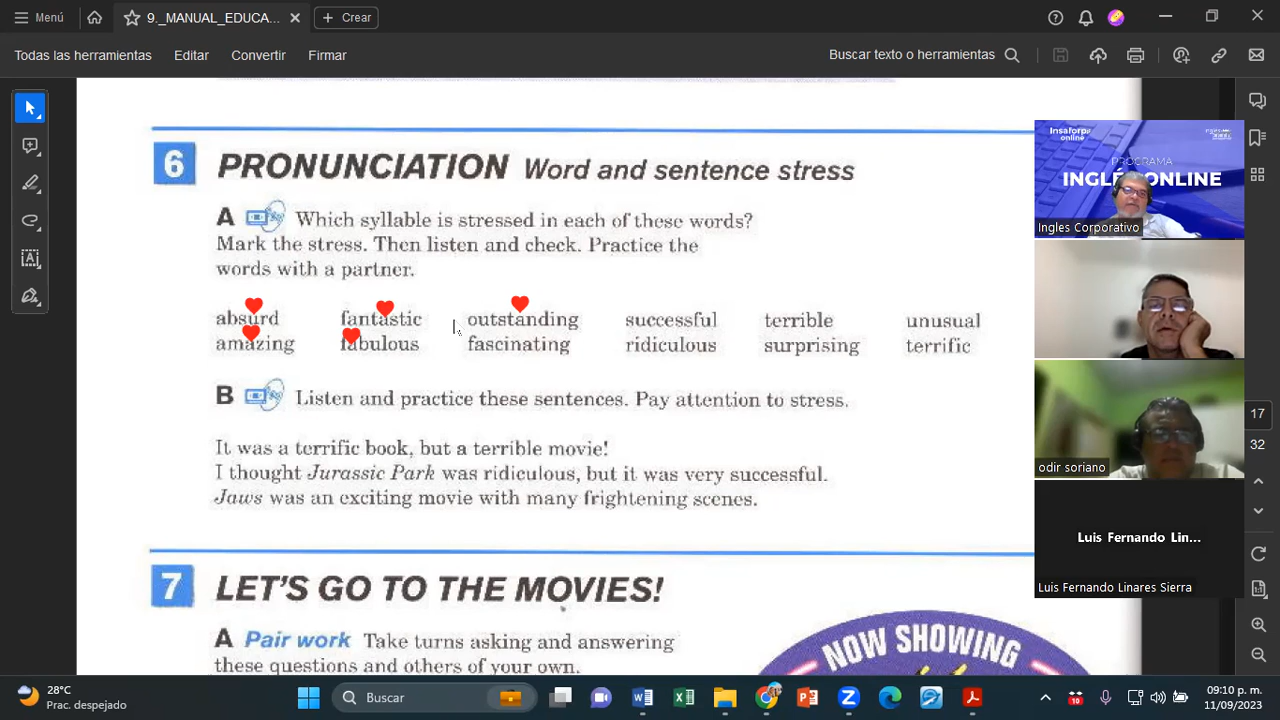 Menú
9._MANUAL_EDUCA...
Crear
Todas las herramientas
Editar
Convertir
Firmar
Buscar texto o herramientas
6 PRONUNCIATION Word and sentence stress
A Which syllable is stressed in each of these words?
Mark the stress. Then listen and check. Practice the
words with a partner.
absurd fantastic outstanding successful terrible unusual
amazing fabulous fascinating ridiculous surprising terrific
B Listen and practice these sentences. Pay attention to stress.
It was a terrific book, but a terrible movie!
I thought Jurassic Park was ridiculous, but it was very successful.
Jaws was an exciting movie with many frightening scenes.
7 LET'S GO TO THE MOVIES!
A Pair work Take turns asking and answering
these questions and others of your own.
NOW SHOWING
Insaforp
online
PROGRAMA
INGLÉ ONLINE
Ingles Corporativo
odir soriano
Luis Fernando Lin...
Luis Fernando Linares Sierra
17
32
28°C
Prac. despejado
Buscar
10
09:10 p. m.
11/09/2023